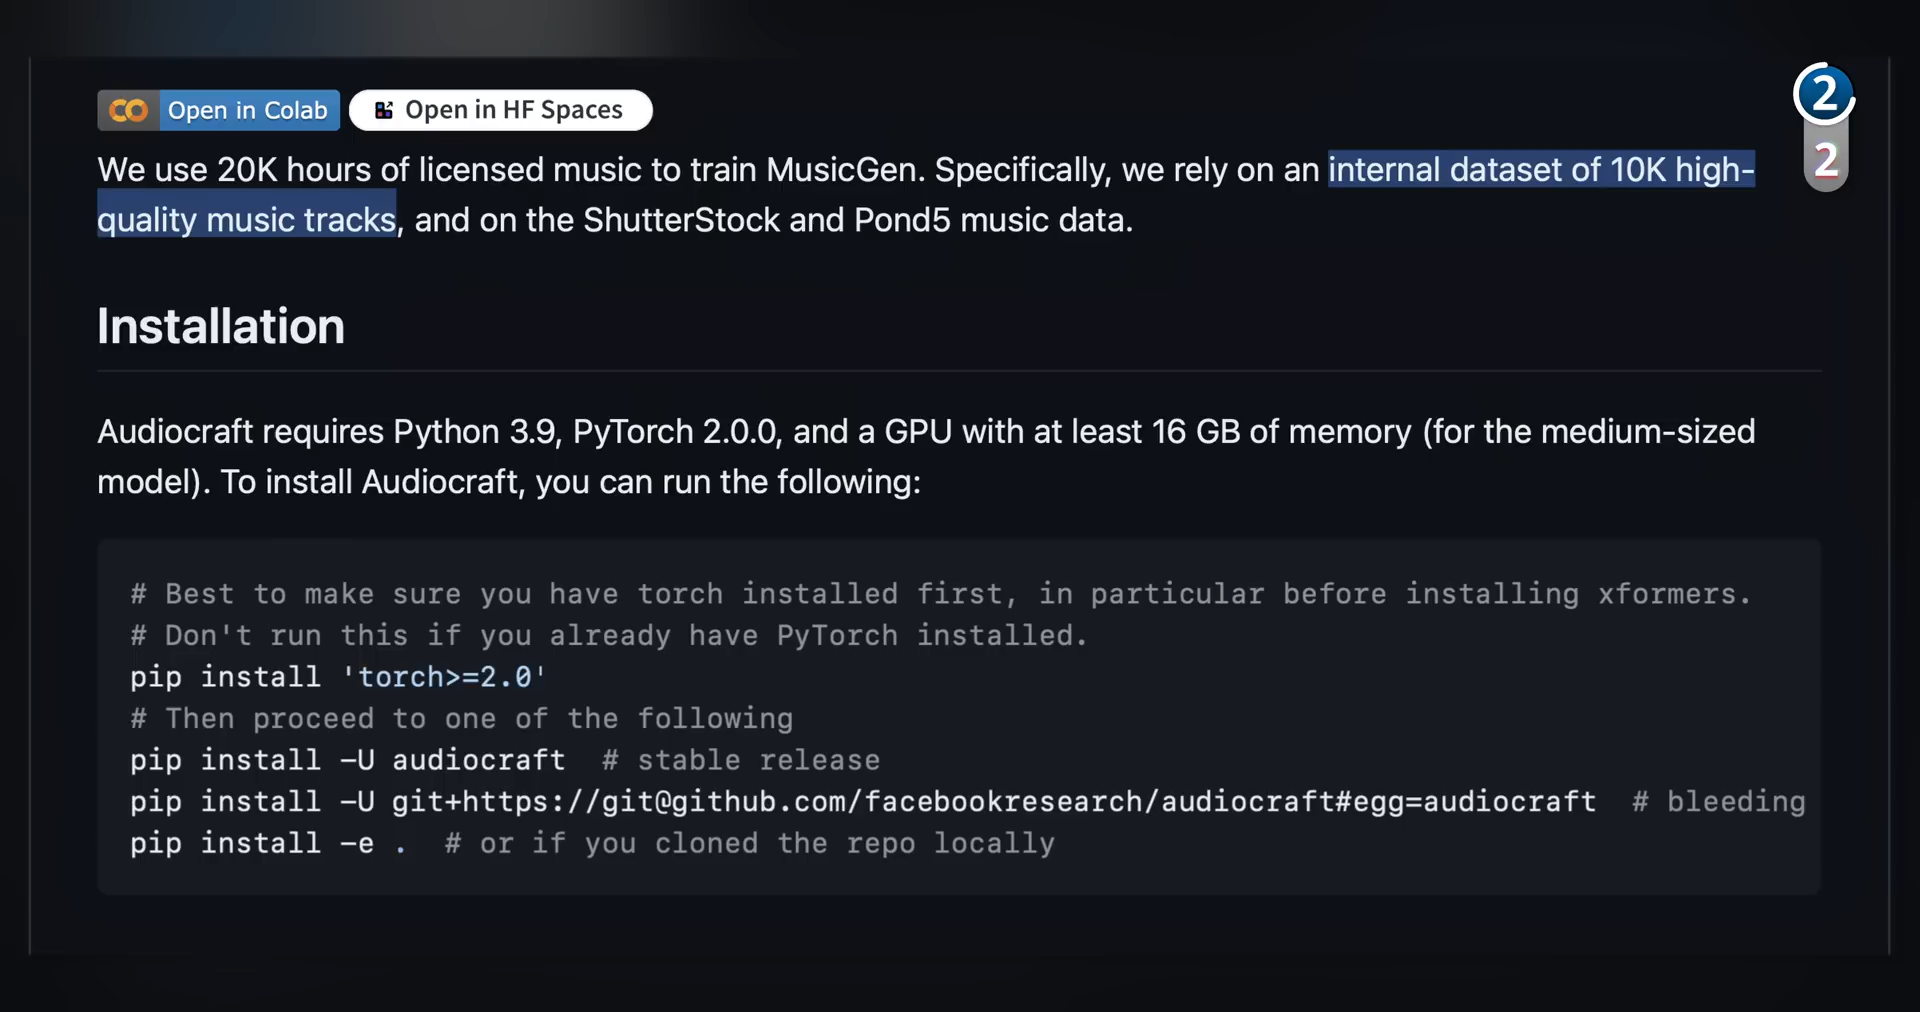 Open in Colab Open in HF Spaces
2
We use 20K hours of licensed music to train MusicGen. Specifically, we rely on an internal dataset of 10K high-
2
quality music tracks, and on the ShutterStock and Pond5 music data.
Installation
Audiocraft requires Python 3.9, PyTorch 2.0.0, and a GPU with at least 16 GB of memory (for the medium-sized
model). To install Audiocraft, you can run the following:
# Best to make sure you have torch installed first, in particular before installing xformers.
# Don't run this if you already have PyTorch installed.
pip install 'torch>=2.0'
# Then proceed to one of the following
pip install -U audiocraft  # stable release
pip install -U git+https://git@github.com/facebookresearch/audiocraft#egg=audiocraft  # bleeding
pip install -e .  # or if you cloned the repo locally